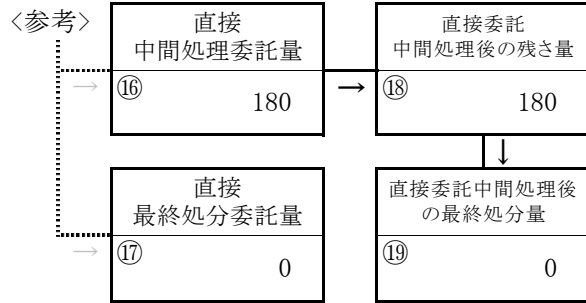 〈参考〉
直接
中間処理委託量
⑯
180
→
→
直接委託
中間処理後の残さ量
⑱
180
↓
直接
最終処分委託量
⑰
0
→
直接委託中間処理後
の最終処分量
⑲
0